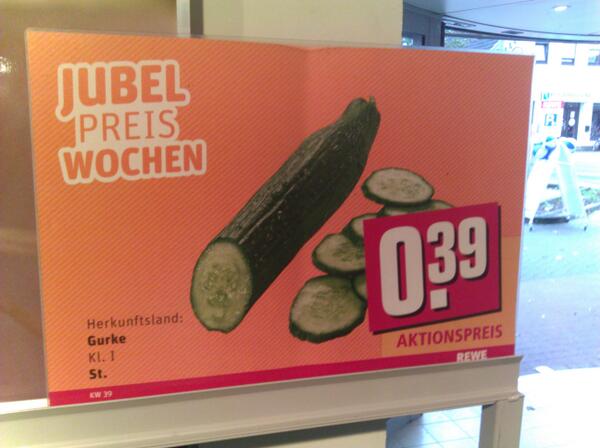 JUBEL
PREIS
WOCHEN
0.39
AKTIONSPREIS
REWE
Herkunftsland:
Gurke
Kl. I
St.
KW 39